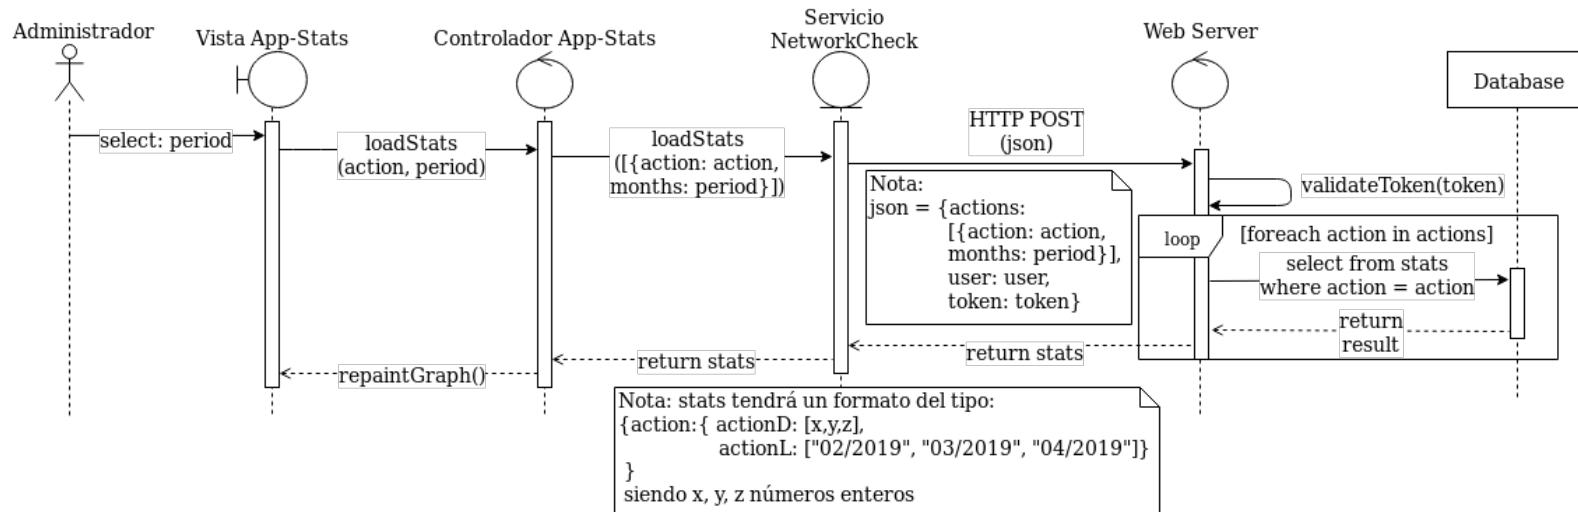 Administrador
Vista App-Stats
Controlador App-Stats
Servicio
NetworkCheck
Web Server
Database
select: period
loadStats
(action, period)
loadStats
([{action: action,
months: period}])
HTTP POST
(json)
validateToken(token)
Nota:
json = {actions:
[{action: action,
months: period}],
user: user,
token: token}
loop
[foreach action in actions]
select from stats
where action = action
return
result
return stats
return stats
repaintGraph()
Nota: stats tendrá un formato del tipo:
{action:{ actionD: [x,y,z],
actionL: ["02/2019", "03/2019", "04/2019"]}
}
siendo x, y, z números enteros